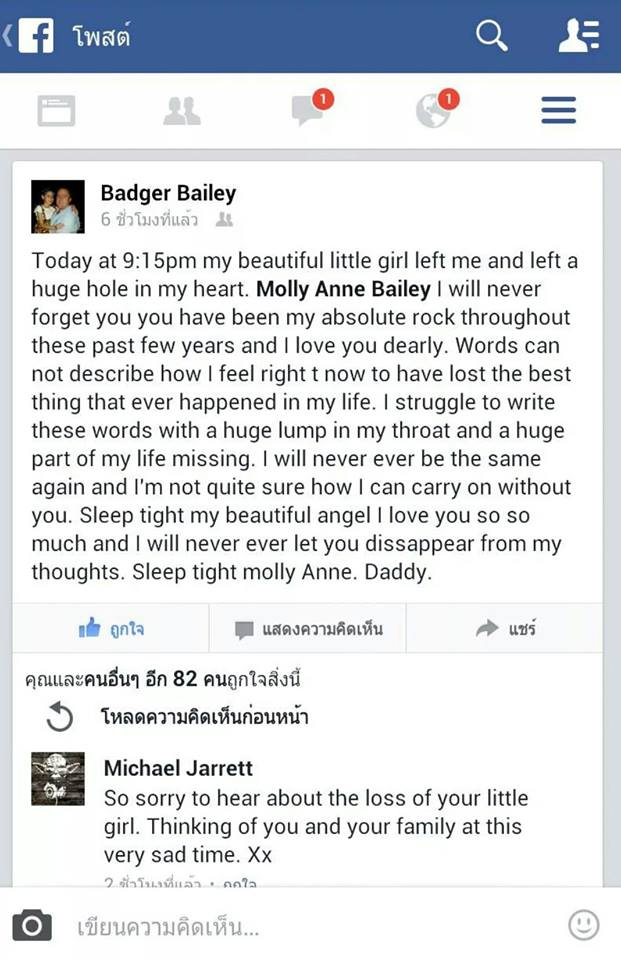 f โพสต์
1 1
Badger Bailey
6 ชั่วโมงที่แล้ว
Today at 9:15pm my beautiful little girl left me and left a
huge hole in my heart. Molly Anne Bailey I will never
forget you you have been my absolute rock throughout
these past few years and I love you dearly. Words can
not describe how I feel right t now to have lost the best
thing that ever happened in my life. I struggle to write
these words with a huge lump in my throat and a huge
part of my life missing. I will never ever be the same
again and I'm not quite sure how I can carry on without
you. Sleep tight my beautiful angel I love you so so
much and I will never ever let you dissappear from my
thoughts. Sleep tight molly Anne. Daddy.
ถูกใจ แสดงความคิดเห็น แชร์
คุณและคนอื่นๆ อีก 82 คนถูกใจสิ่งนี้
โหลดความคิดเห็นก่อนหน้า
Michael Jarrett
So sorry to hear about the loss of your little
girl. Thinking of you and your family at this
very sad time. Xx
2 ชั่วโมงที่แล้ว · ถูกใจ
เขียนความคิดเห็น...